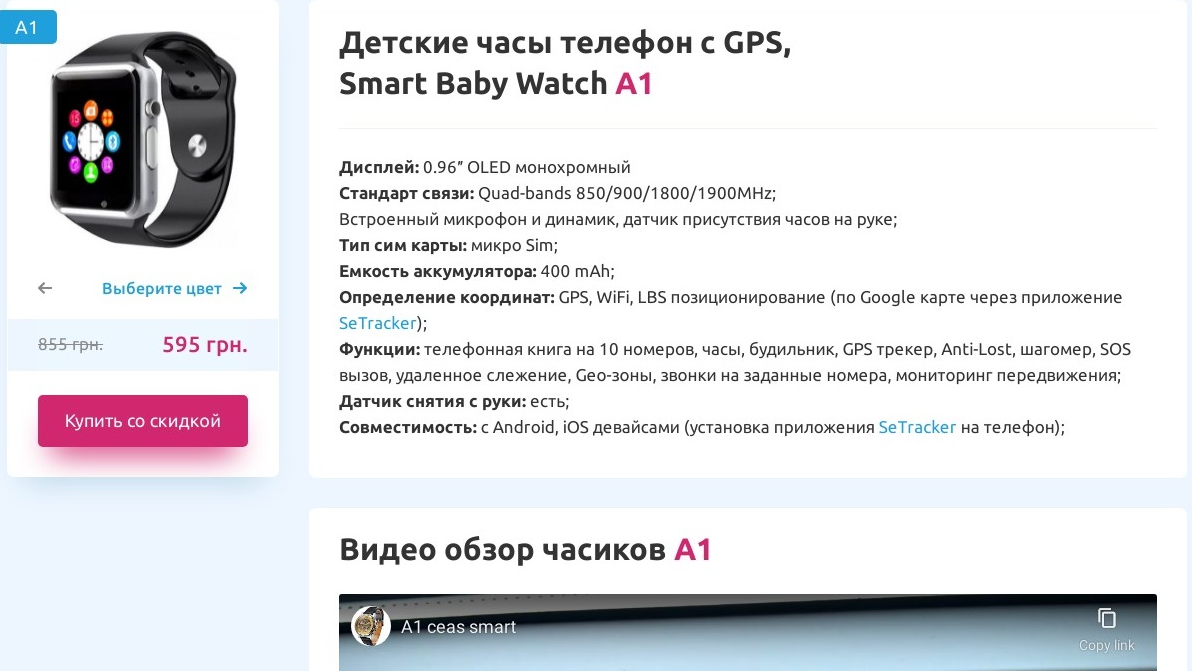 A1
Выберите цвет
855 грн.
595 грн.
Купить со скидкой
Детские часы телефон с GPS,
Smart Baby Watch A1
Дисплей: 0.96” OLED монохромный
Стандарт связи: Quad-bands 850/900/1800/1900MHz;
Встроенный микрофон и динамик, датчик присутствия часов на руке;
Тип сим карты: микро Sim;
Емкость аккумулятора: 400 mAh;
Определение координат: GPS, WiFi, LBS позиционирование (по Google карте через приложение
SeTracker);
Функции: телефонная книга на 10 номеров, часы, будильник, GPS трекер, Anti-Lost, шагомер, SOS
вызов, удаленное слежение, Geo-зоны, звонки на заданные номера, мониторинг передвижения;
Датчик снятия с руки: есть;
Совместимость: с Android, iOS девайсами (установка приложения SeTracker на телефон);
Видео обзор часиков A1
A1 ceas smart
Copy link